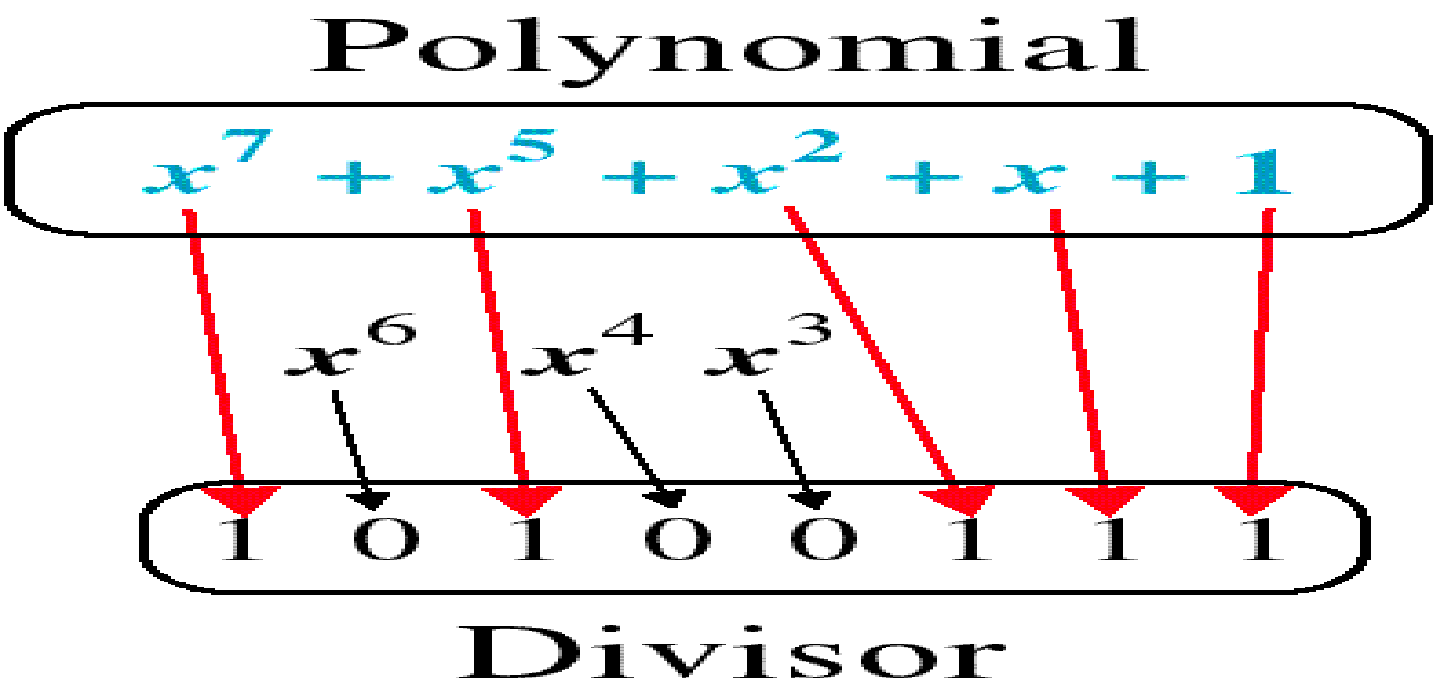 Polynomial
x⁷ + x⁵ + x² + x + 1
x⁶ x⁴ x³
1 0 1 0 0 1 1 1
Divisor